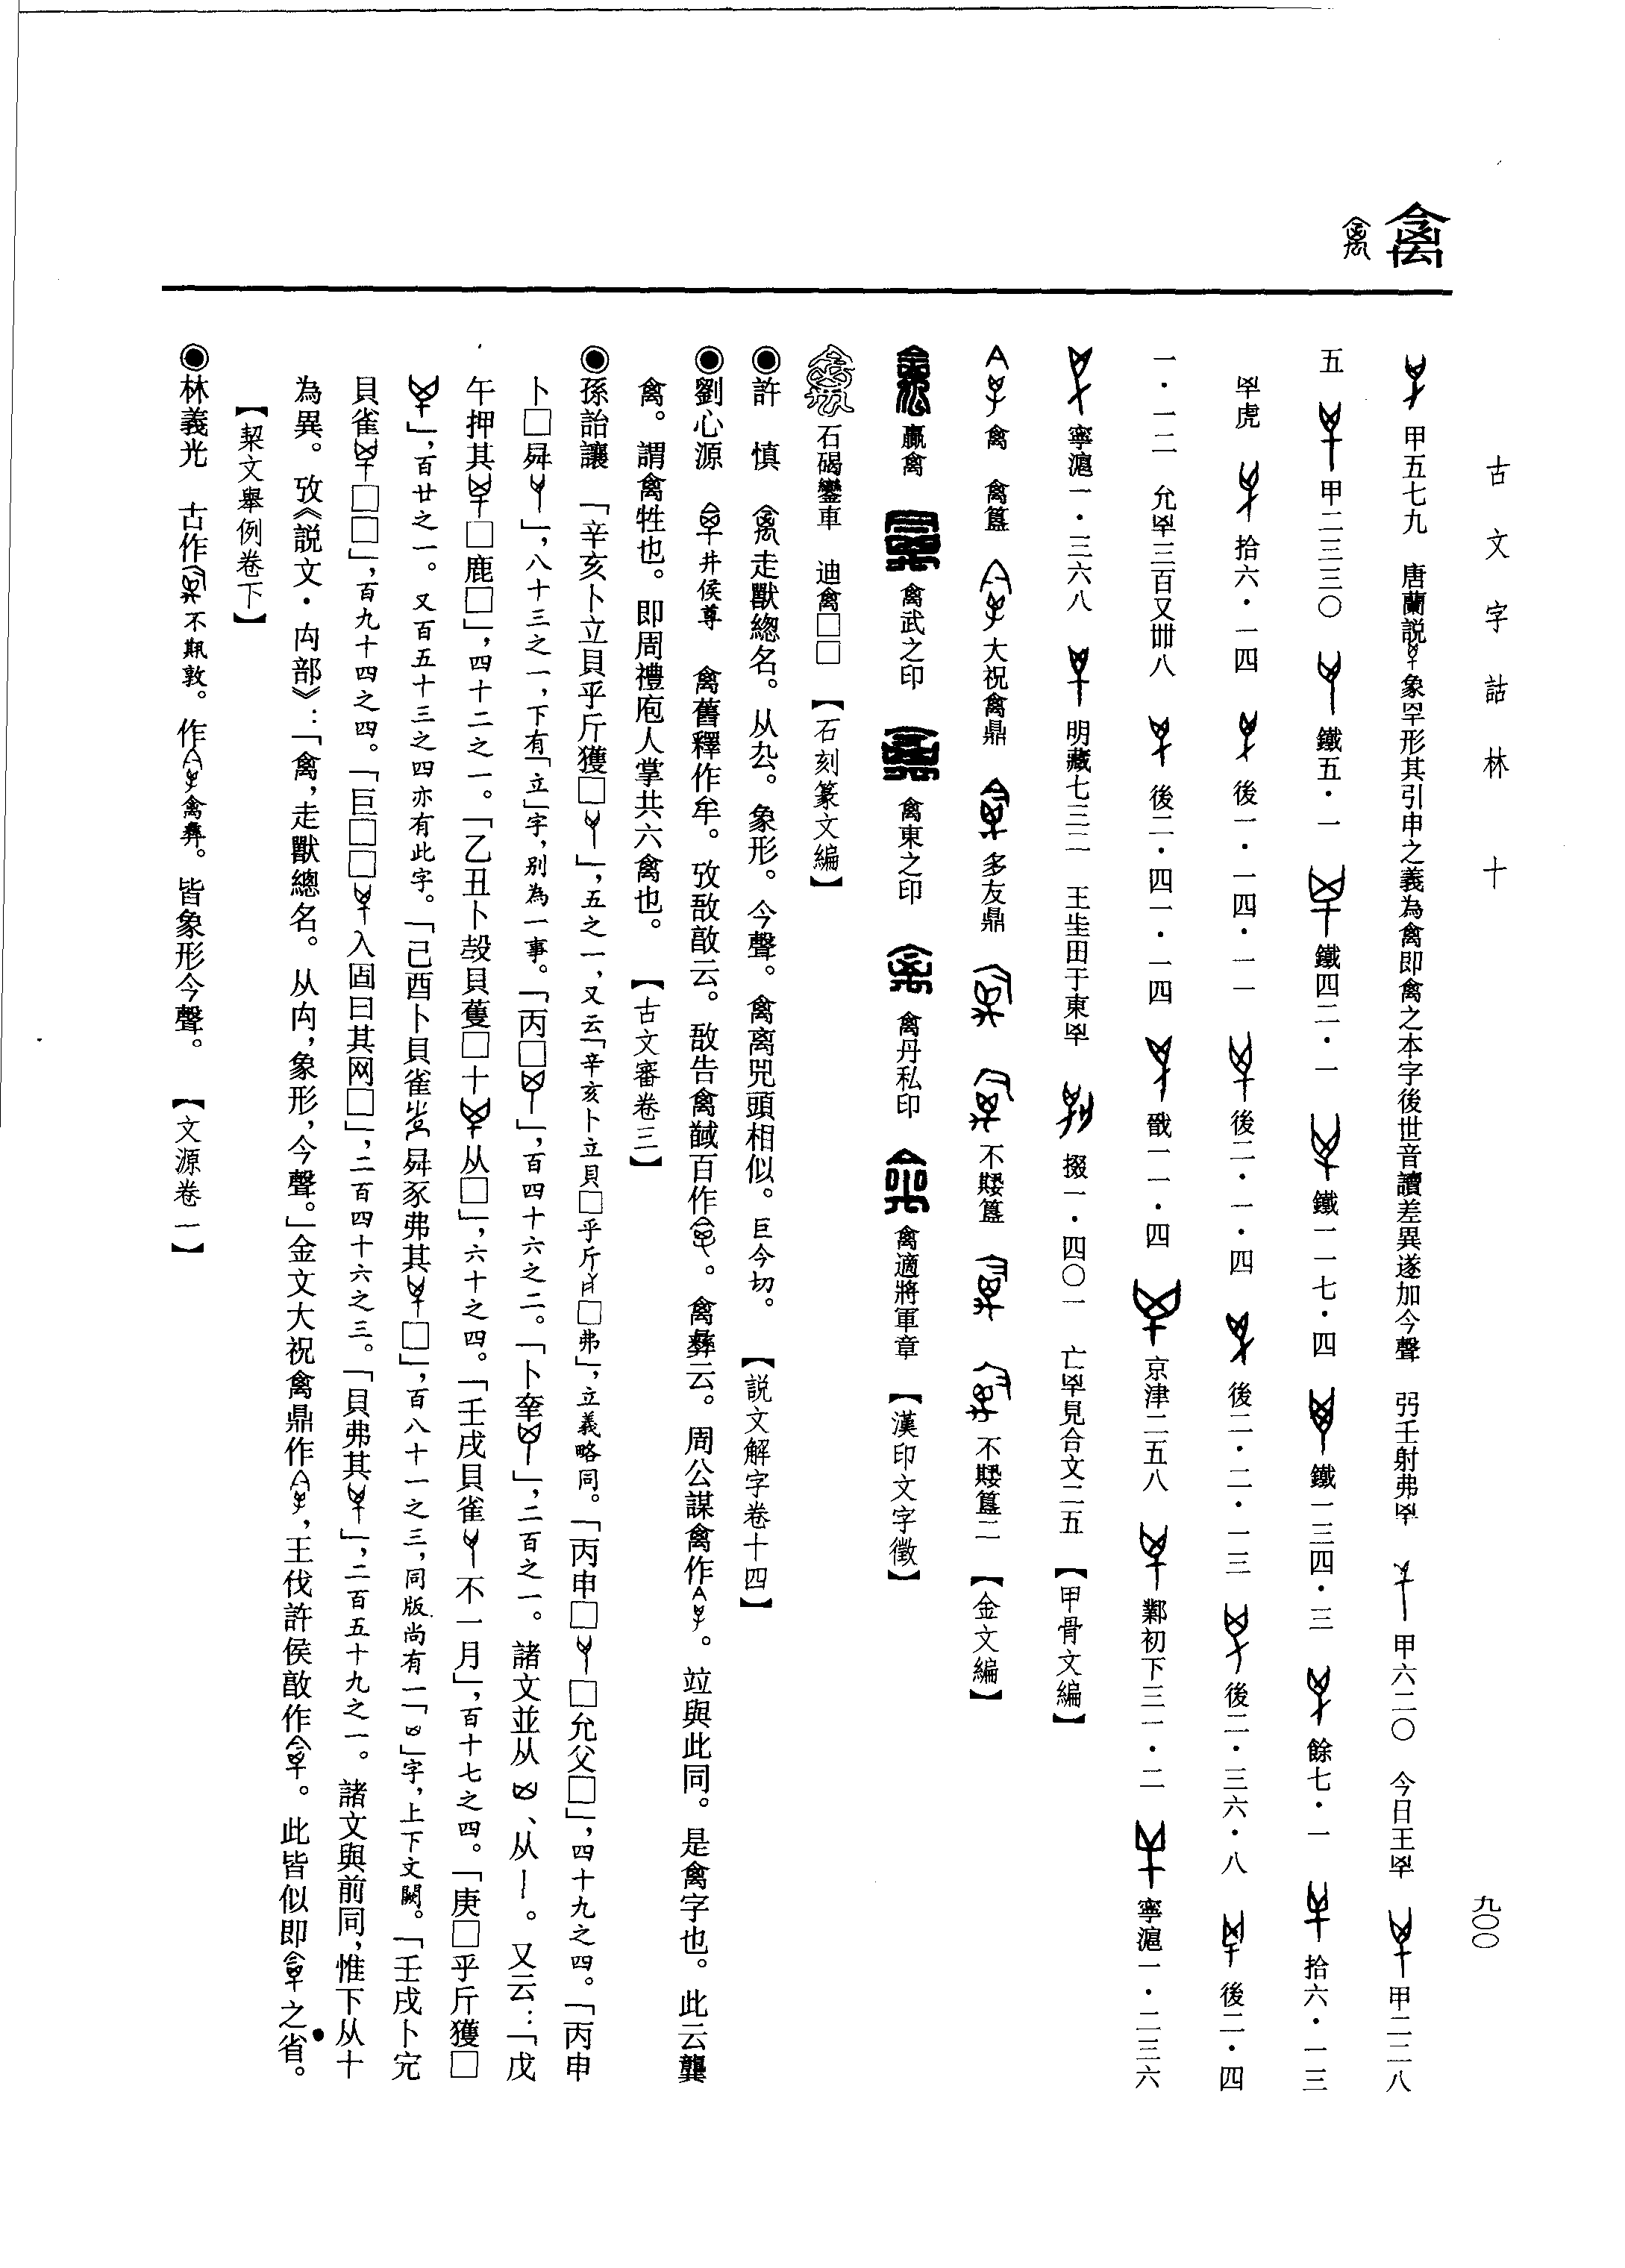 古文字詁林 十
九〇〇
禽
甲五七九 唐蘭説象䍐形其引申之義為禽即禽之本字後世音讀差異遂加今聲 弜壬射弗𢆉 甲六二〇 今日王 甲二二八
五 甲二三三〇 鐵五·一 鐵四二·一 鐵一一七·四 鐵一三四·三 餘七·一 拾六·一三
虎 拾六·一四 後一·一四·一一 後二·一·四 後二·二·一三 後二·三六·八 後二·四
一·一二 允三百又卌八 後二·四一·一四 戩一一·四 京津二五八 鄴初下三一·二 寧滬一·二三六
寧滬一·三六八 明藏七三二 王㞷田于東 掇一·四〇一 亡見合文二五 【甲骨文編】
禽 禽簋 大祝禽鼎 多友鼎 不𡢁簋 不𡢁簋二 【金文編】
臝禽 禽武之印 禽東之印 禽丹私印 禽適將軍章 【漢印文字徵】
石碣鑾車 迪禽□□ 【石刻篆文編】
◉許 慎 走獸緫名。从厹。象形。今聲。禽离兕頭相似。巨今切。 【説文解字卷十四】
◉劉心源 井侯尊 禽舊釋作牟。攷敔𣪘云。敔告禽馘百作。禽彝云。周公謀禽作。竝與此同。是禽字也。此云龔
禽。謂禽牲也。即周禮庖人掌共六禽也。 【古文審卷三】
◉孫詒讓 「辛亥卜立貝乎斤獲□」,五之一,又云「辛亥卜立貝□乎斤□弗」,立義略同。「丙申□□允父□」,四十九之四。「丙申
卜□舁」,八十三之一,下有「立」字,别為一事。「丙□」,百四十六之二。「卜𡘲」,二百之一。諸文並从、从丨。又云:「戊
午押其□鹿□」,四十二之一。「乙丑卜㱿貝蒦□十从□」,六十之四。「壬戌貝雀不一月」,百十七之四。「庚□乎斤獲□
」,百廿之一。又百五十三之四亦有此字。「己酉卜貝雀舁豕弗其□」,百八十一之三,同版尚有一「」字,上下文闕。「壬戌卜㝉
貝雀□□」,百九十四之四。「巨□□入固曰其网□」,二百四十六之三。「貝弗其」,二百五十九之一。諸文與前同,惟下从十
為異。攷《説文·禸部》:「禽,走獸總名。从禸,象形,今聲。」金文大祝禽鼎作,王伐許侯𣪘作。此皆似即之省。
【栔文舉例卷下】
◉林義光 古作不𡢁敦。作禽彝。皆象形今聲。 【文源卷一】